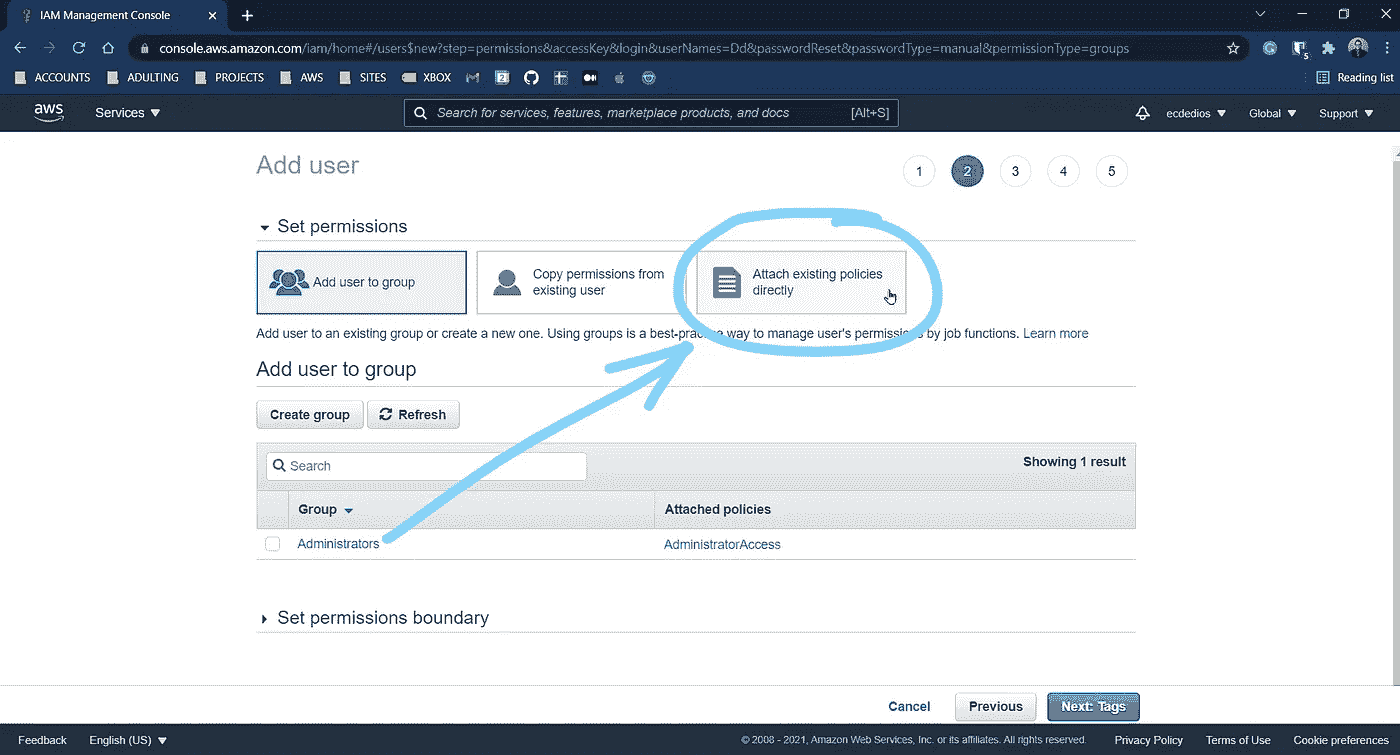 IAM Management Console
console.aws.amazon.com/iam/home#/users$new?step=permissions&accessKey&login&userNames=Dd&passwordReset&passwordType=manual&permissionType=groups
5
ACCOUNTS ADULTING PROJECTS AWS SITES XBOX Reading list
aws Services Search for services, features, marketplace products, and docs [Alt+S] ecdedios Global Support
Add user 1 2 3 4 5
Set permissions
Add user to group
Copy permissions from
existing user
Attach existing policies
directly
Add user to an existing group or create a new one. Using groups is a best-practice way to manage user's permissions by job functions. Learn more
Add user to group
Create group Refresh
Search Showing 1 result
Group Attached policies
Administrators AdministratorAccess
Set permissions boundary
Cancel Previous Next: Tags
Feedback English (US) © 2008 - 2021, Amazon Web Services, Inc. or its affiliates. All rights reserved. Privacy Policy Terms of Use Cookie preferences